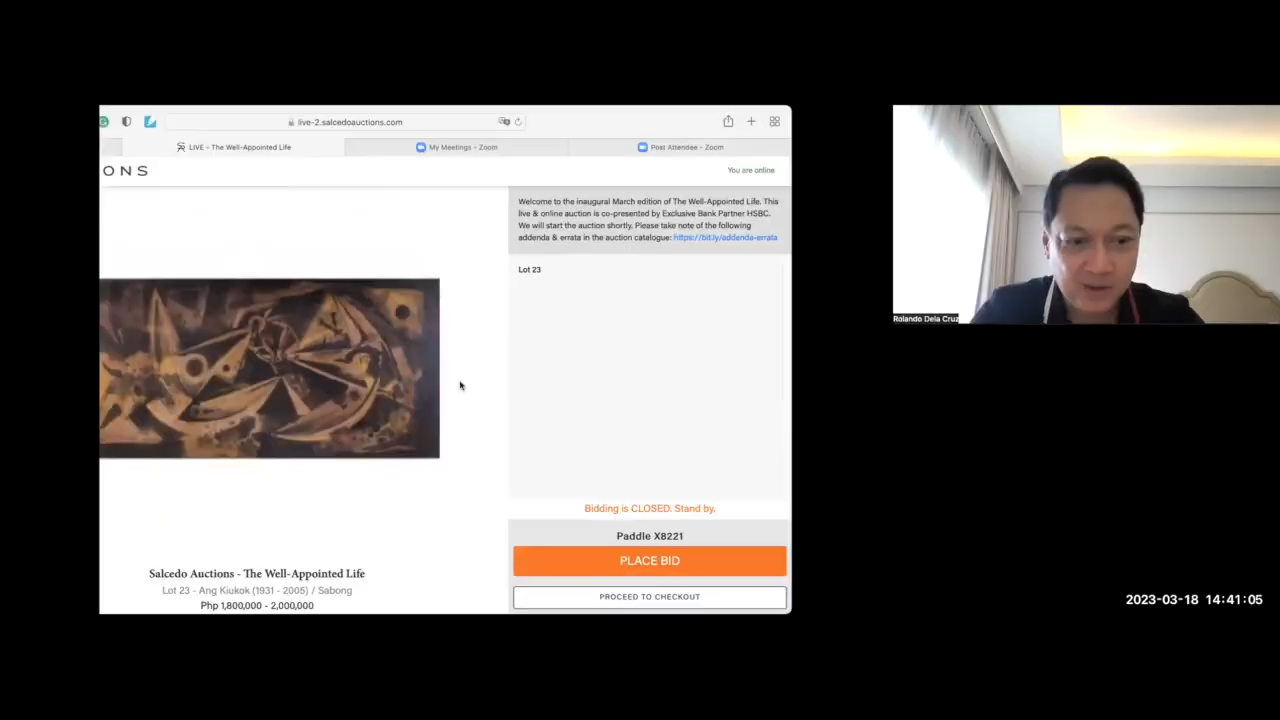 live-2.salcedoauctions.com
LIVE - The Well-Appointed Life
My Meetings - Zoom
Post Attendee - Zoom
ONS
You are online
Welcome to the inaugural March edition of The Well-Appointed Life. This
live & online auction is co-presented by Exclusive Bank Partner HSBC.
We will start the auction shortly. Please take note of the following
addenda & errata in the auction catalogue: https://bit.ly/addenda-errata
Lot 23
Bidding is CLOSED. Stand by.
Paddle X8221
PLACE BID
PROCEED TO CHECKOUT
Salcedo Auctions - The Well-Appointed Life
Lot 23 - Ang Kiukok (1931 - 2005) / Sabong
Php 1,800,000 - 2,000,000
Rolando Dela Cruz
2023-03-18 14:41:05